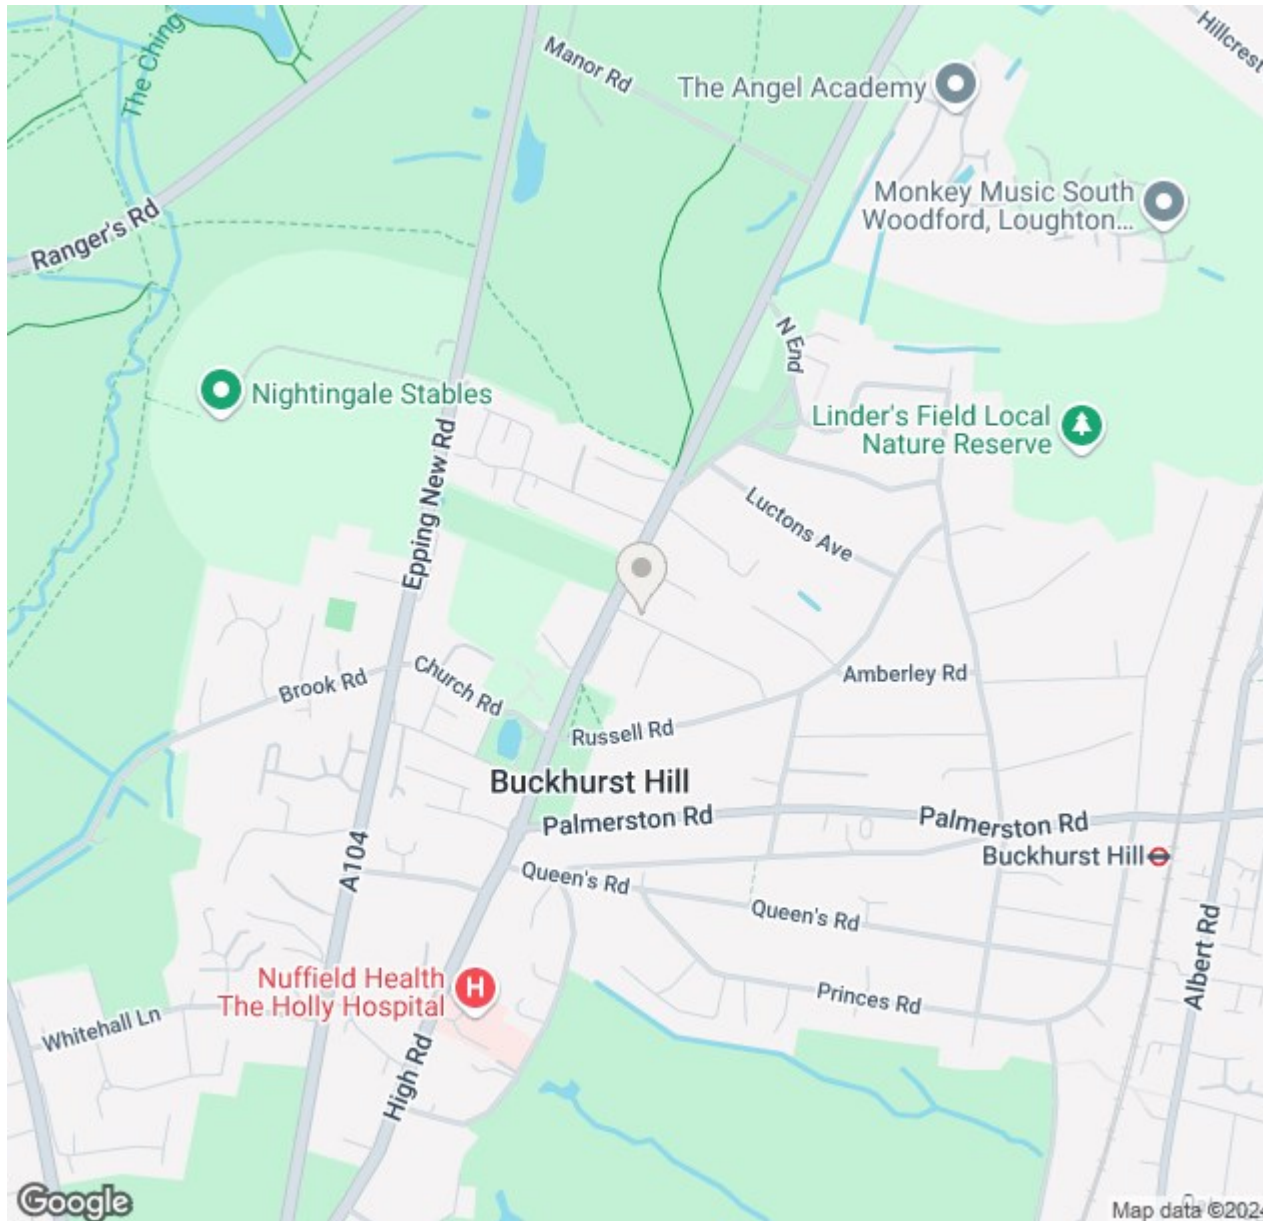 The Ching
Manor Rd
Hillcrest
The Angel Academy
Ranger's Rd
Monkey Music South
Woodford, Loughton...
N End
Nightingale Stables
Linder's Field Local
Nature Reserve
Epping New Rd
Luctons Ave
Brook Rd
Church Rd
Amberley Rd
Russell Rd
Buckhurst Hill
Palmerston Rd
Palmerston Rd
Buckhurst Hill
A104
Queen's Rd
Queen's Rd
Albert Rd
Nuffield Health
The Holly Hospital
H
Princes Rd
Whitehall Ln
High Rd
Google
Map data ©2024